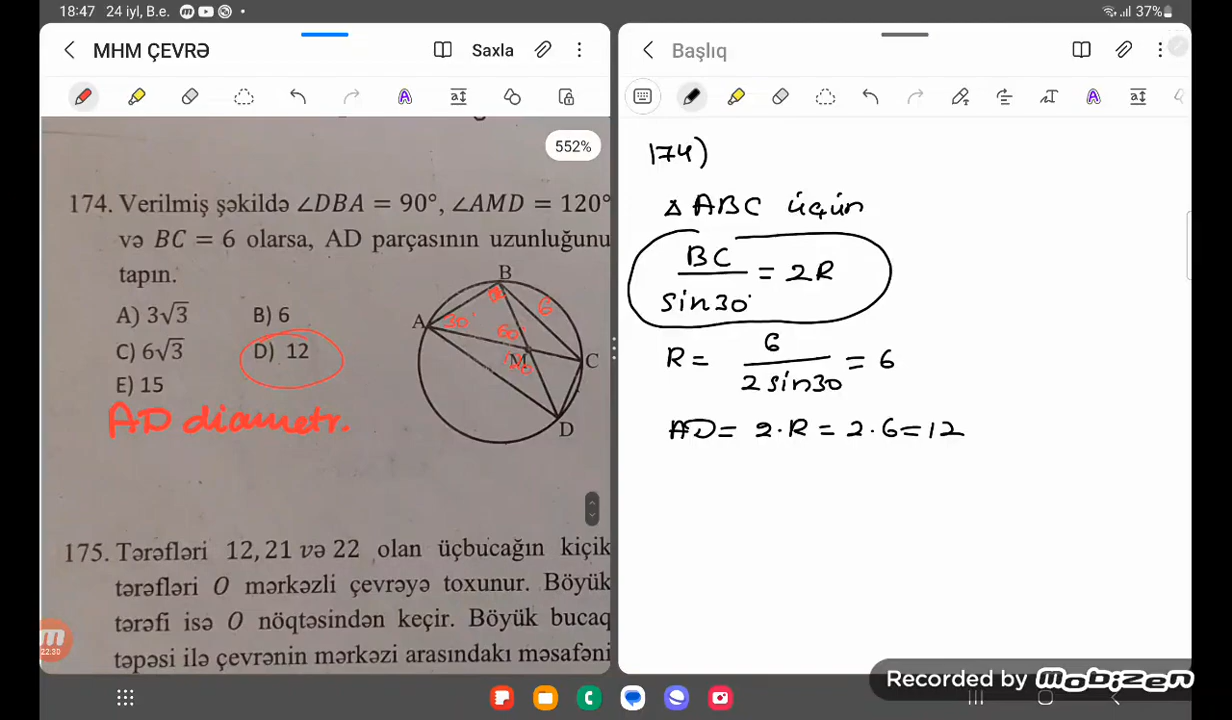 18:47 24 iyl, B.e.
37%
MHM ÇEVRƏ
Saxla
Başlıq
552%
174. Verilmiş şəkildə ∠DBA = 90°, ∠AMD = 120°
və BC = 6 olarsa, AD parçasının uzunluğunu
tapın.
A) 3√3 B) 6
C) 6√3 D) 12
E) 15
AD diametr.
B
6
A
30°
60°
M
C
D
175. Tərəfləri 12, 21 və 22 olan üçbucağın kiçik
tərəfləri O mərkəzli çevrəyə toxunur. Böyük
tərəfi isə O nöqtəsindən keçir. Böyük bucaq
təpəsi ilə çevrənin mərkəzi arasındakı məsafəni
22:30
174)
△ ABC üçün
BC/sin30° = 2R
R = 6/2 sin30 = 6
AD = 2·R = 2·6 = 12
Recorded by mobizen